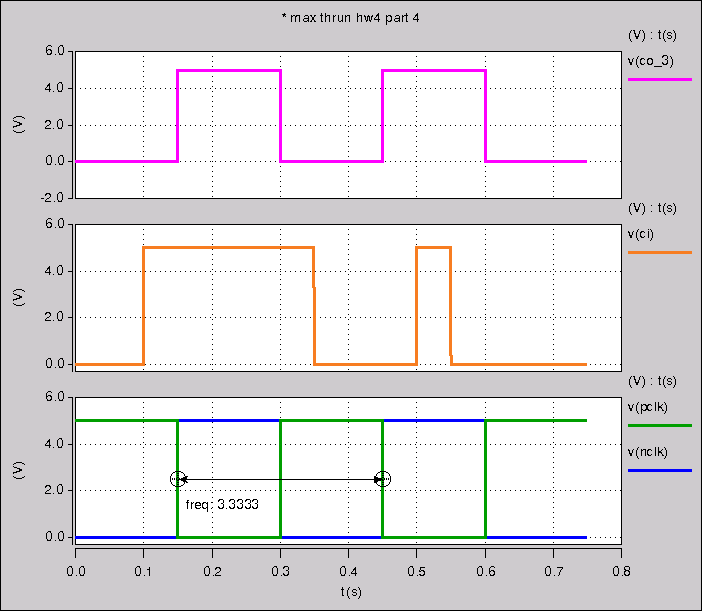 * max thrun hw4 part 4
(V) : t(s)
v(co_3)
6.0
4.0
2.0
0.0
-2.0
(V)
(V) : t(s)
v(ci)
6.0
4.0
2.0
0.0
(V)
(V) : t(s)
v(pclk)
v(nclk)
6.0
4.0
2.0
0.0
(V)
freq: 3.3333
0.0 0.1 0.2 0.3 0.4 0.5 0.6 0.7 0.8
t(s)